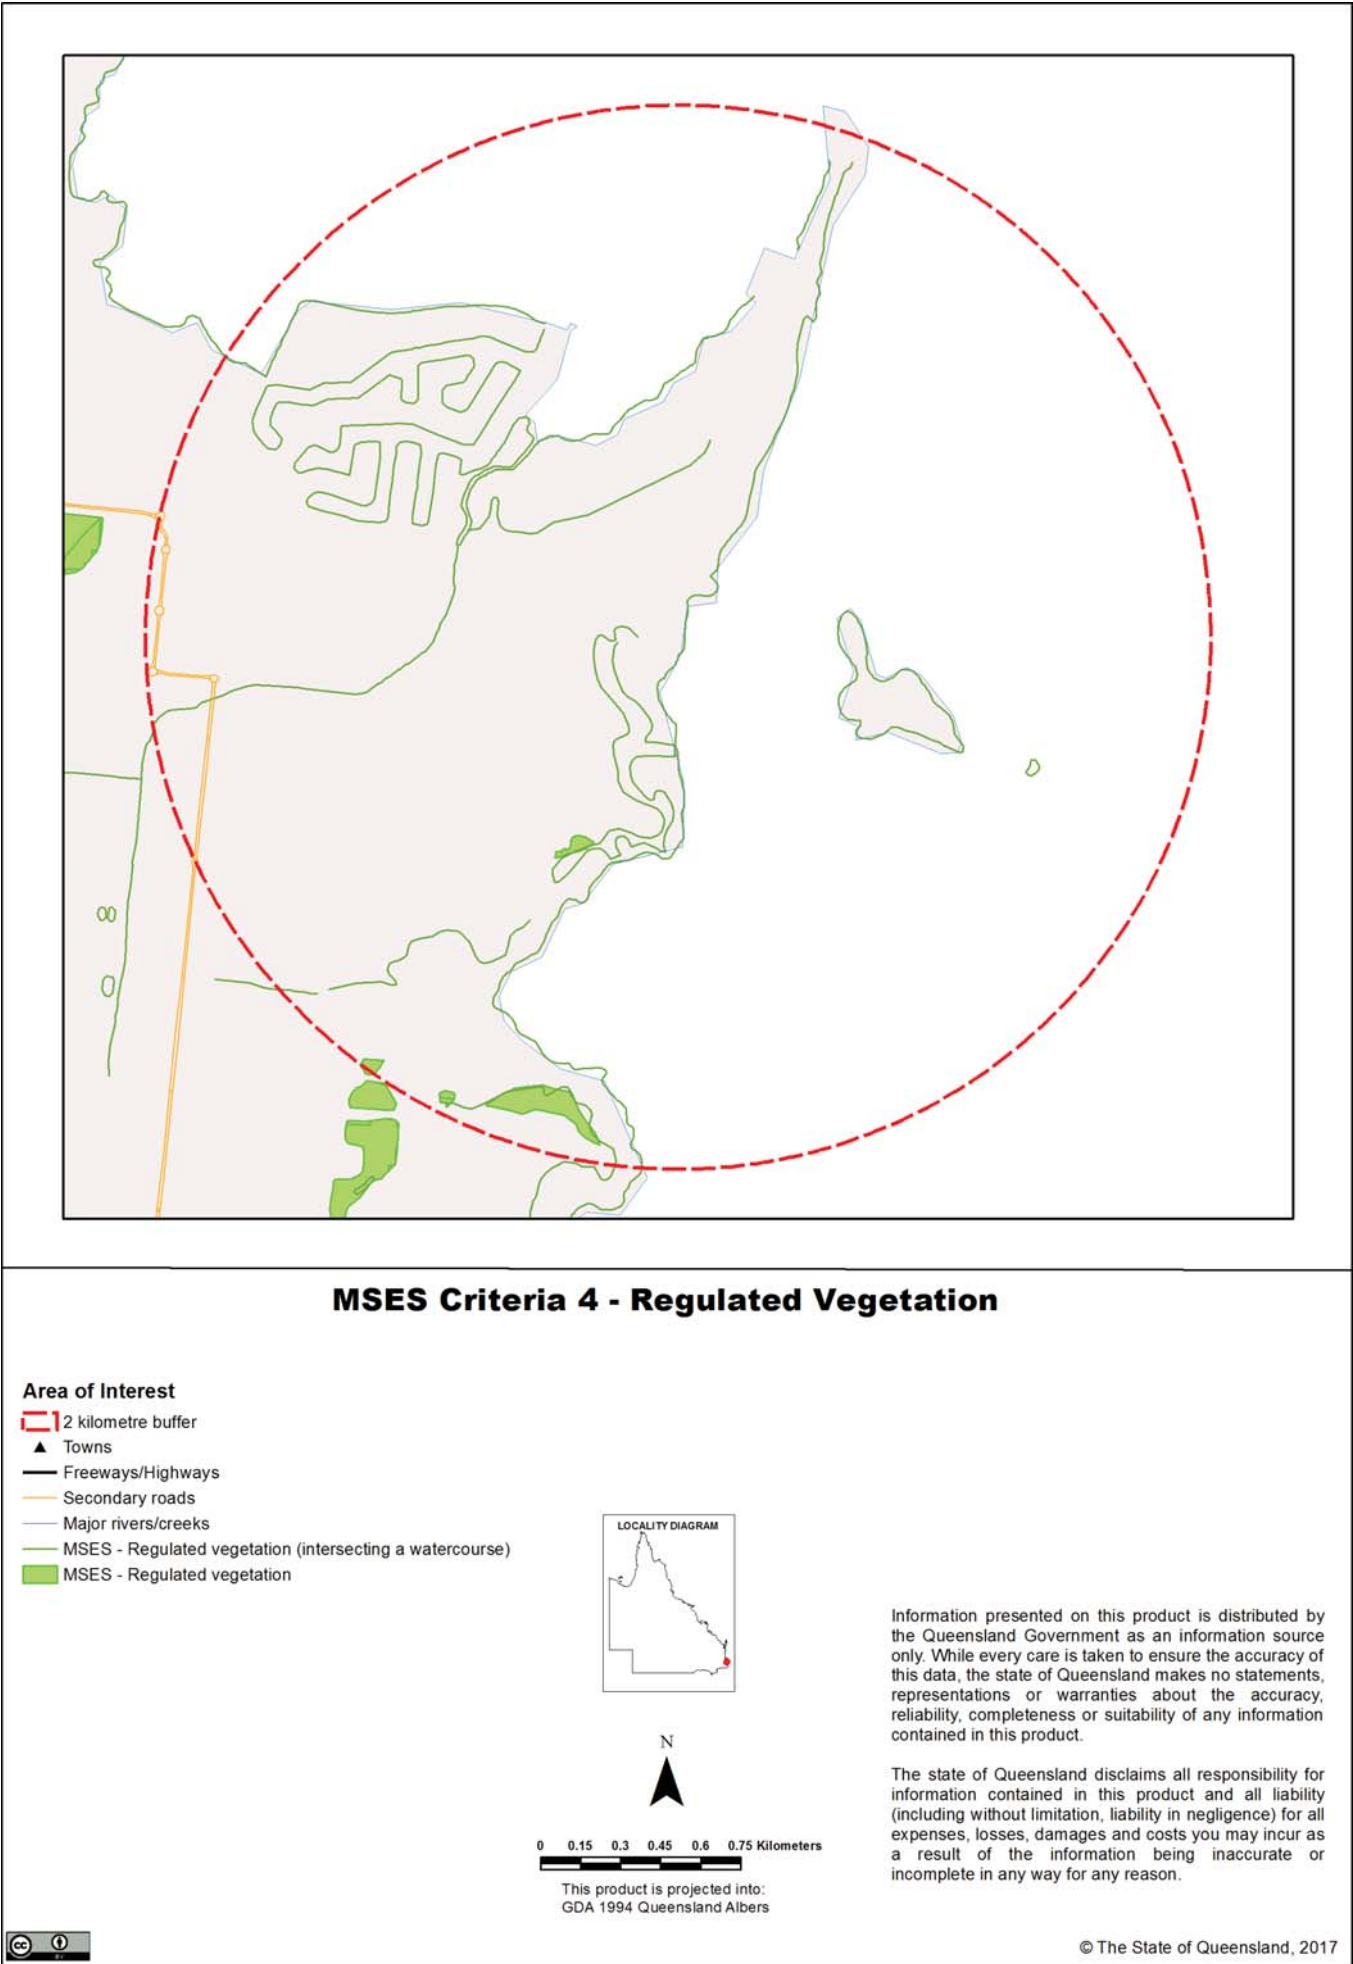 MSES Criteria 4 - Regulated Vegetation
Area of Interest
2 kilometre buffer
Towns
Freeways/Highways
Secondary roads
Major rivers/creeks
MSES - Regulated vegetation (intersecting a watercourse)
MSES - Regulated vegetation
LOCALITY DIAGRAM
N
0 0.15 0.3 0.45 0.6 0.75 Kilometers
This product is projected into:
GDA 1994 Queensland Albers
Information presented on this product is distributed by
the Queensland Government as an information source
only. While every care is taken to ensure the accuracy of
this data, the state of Queensland makes no statements,
representations or warranties about the accuracy,
reliability, completeness or suitability of any information
contained in this product.
The state of Queensland disclaims all responsibility for
information contained in this product and all liability
(including without limitation, liability in negligence) for all
expenses, losses, damages and costs you may incur as
a result of the information being inaccurate or
incomplete in any way for any reason.
cc
BY
© The State of Queensland, 2017